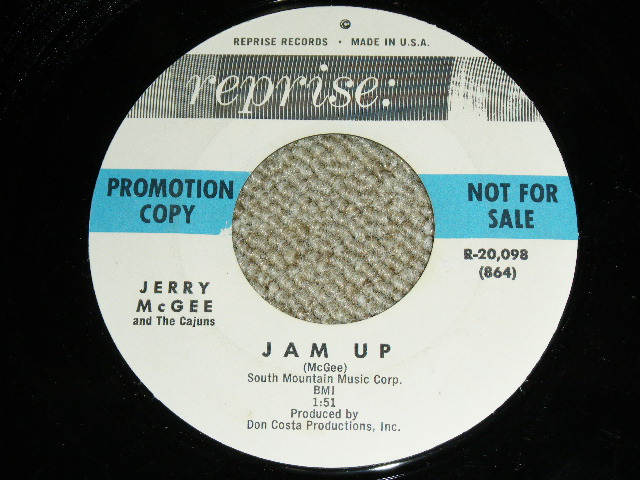 ©
REPRISE RECORDS • MADE IN U.S.A.
reprise:
PROMOTION
COPY
NOT FOR
SALE
R-20,098
(864)
JERRY
McGEE
and The Cajuns
JAM UP
(McGee)
South Mountain Music Corp.
BMI
1:51
Produced by
Don Costa Productions, Inc.